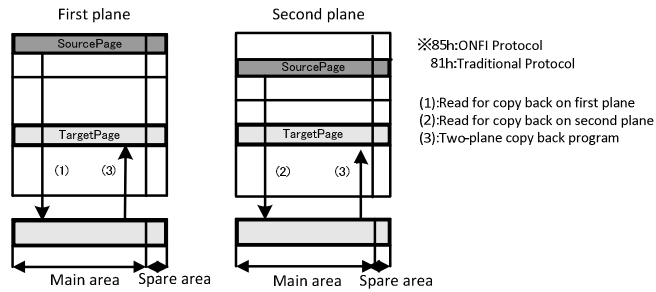 First plane
Second plane
SourcePage
SourcePage
TargetPage
TargetPage
(1)
(3)
(2)
(3)
Main area
Spare area
Main area
Spare area
※85h:ONFI Protocol
81h:Traditional Protocol
(1):Read for copy back on first plane
(2):Read for copy back on second plane
(3):Two-plane copy back program